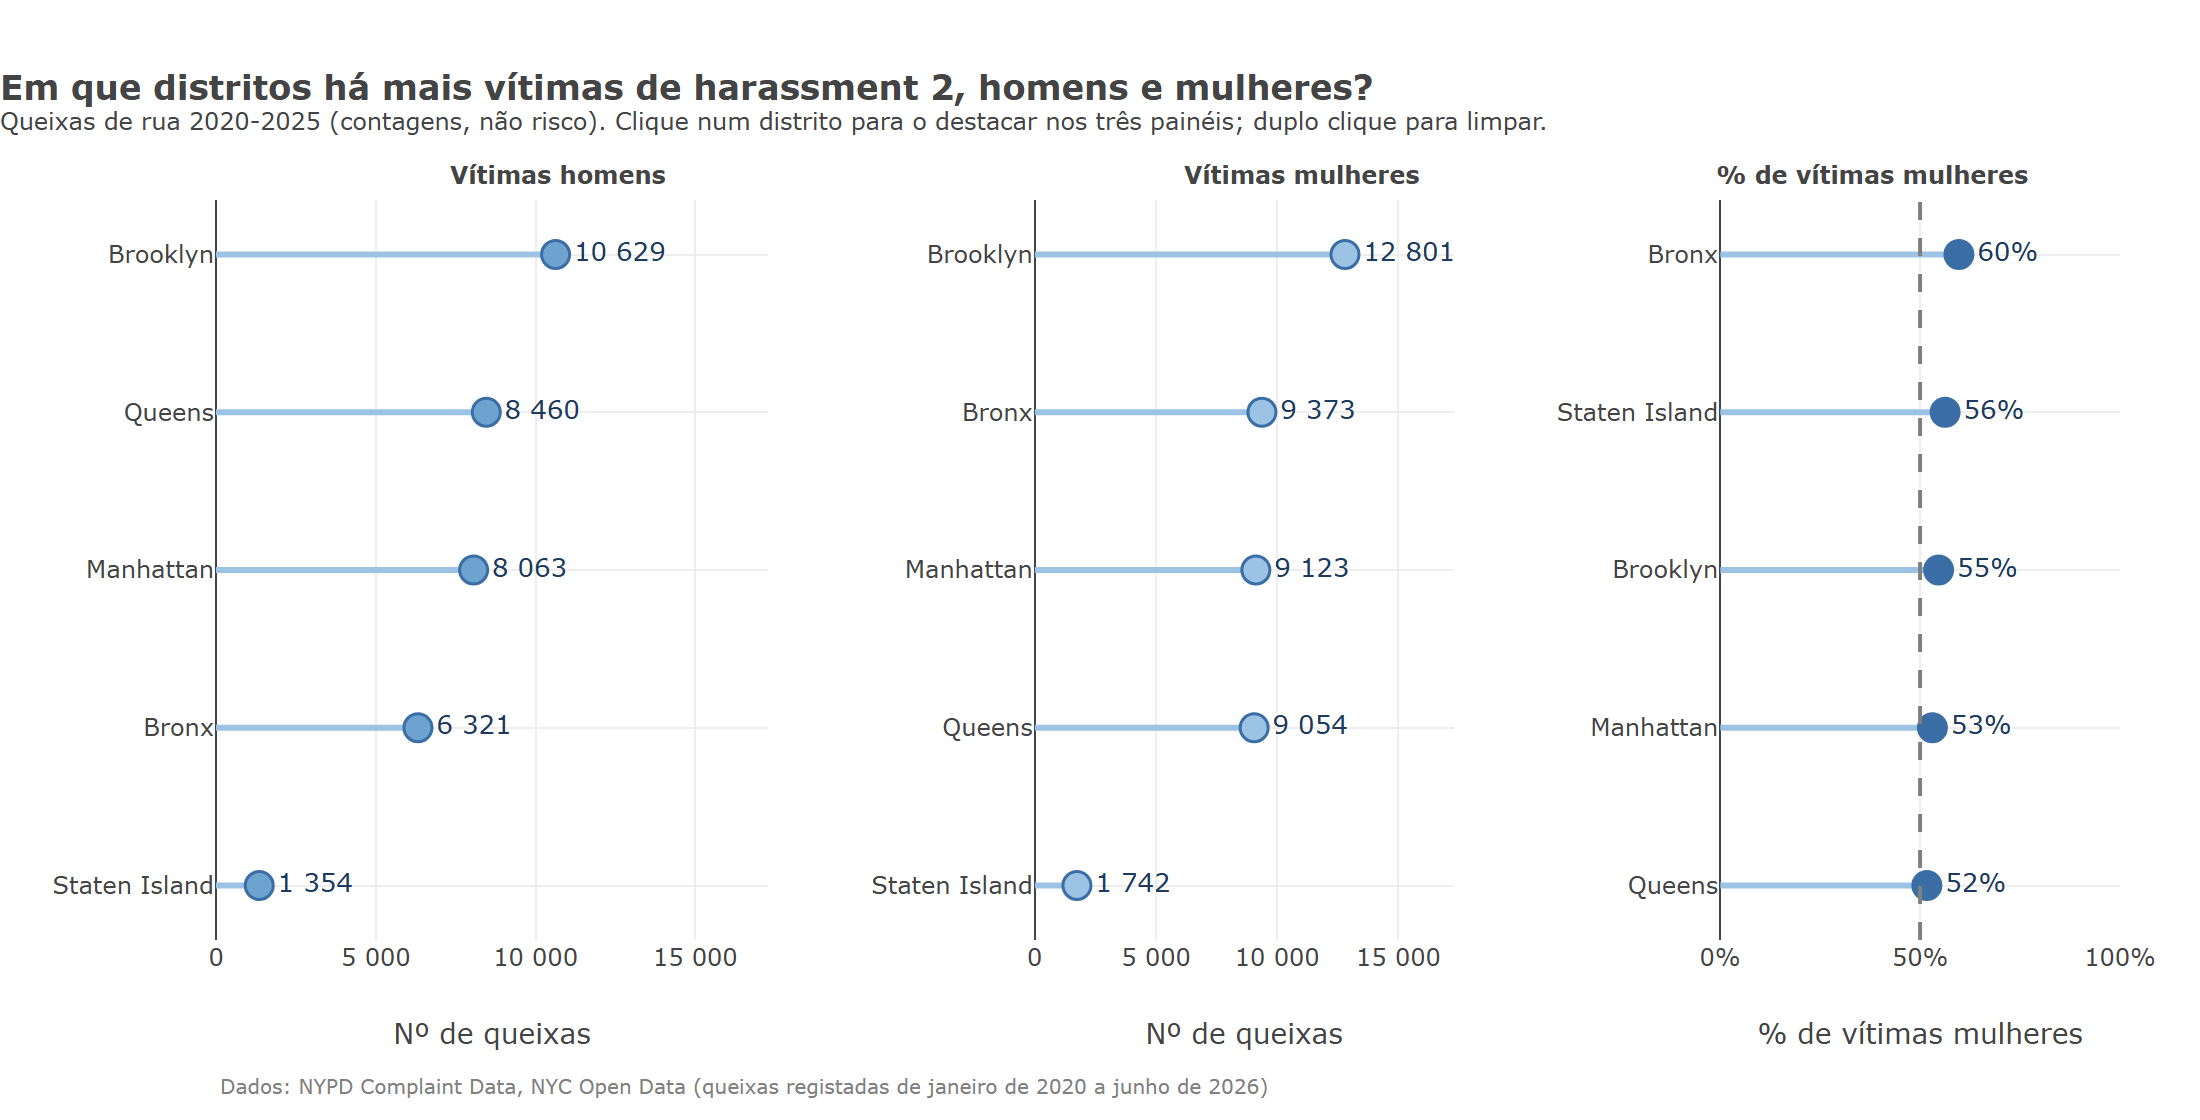 Em que distritos há mais vítimas de harassment 2, homens e mulheres?
Queixas de rua 2020-2025 (contagens, não risco). Clique num distrito para o destacar nos três painéis; duplo clique para limpar.
Vítimas homens
Brooklyn 10 629
Queens 8 460
Manhattan 8 063
Bronx 6 321
Staten Island 1 354
0 5 000 10 000 15 000
Nº de queixas
Vítimas mulheres
Brooklyn 12 801
Bronx 9 373
Manhattan 9 123
Queens 9 054
Staten Island 1 742
0 5 000 10 000 15 000
Nº de queixas
% de vítimas mulheres
Bronx 60%
Staten Island 56%
Brooklyn 55%
Manhattan 53%
Queens 52%
0% 50% 100%
% de vítimas mulheres
Dados: NYPD Complaint Data, NYC Open Data (queixas registadas de janeiro de 2020 a junho de 2026)